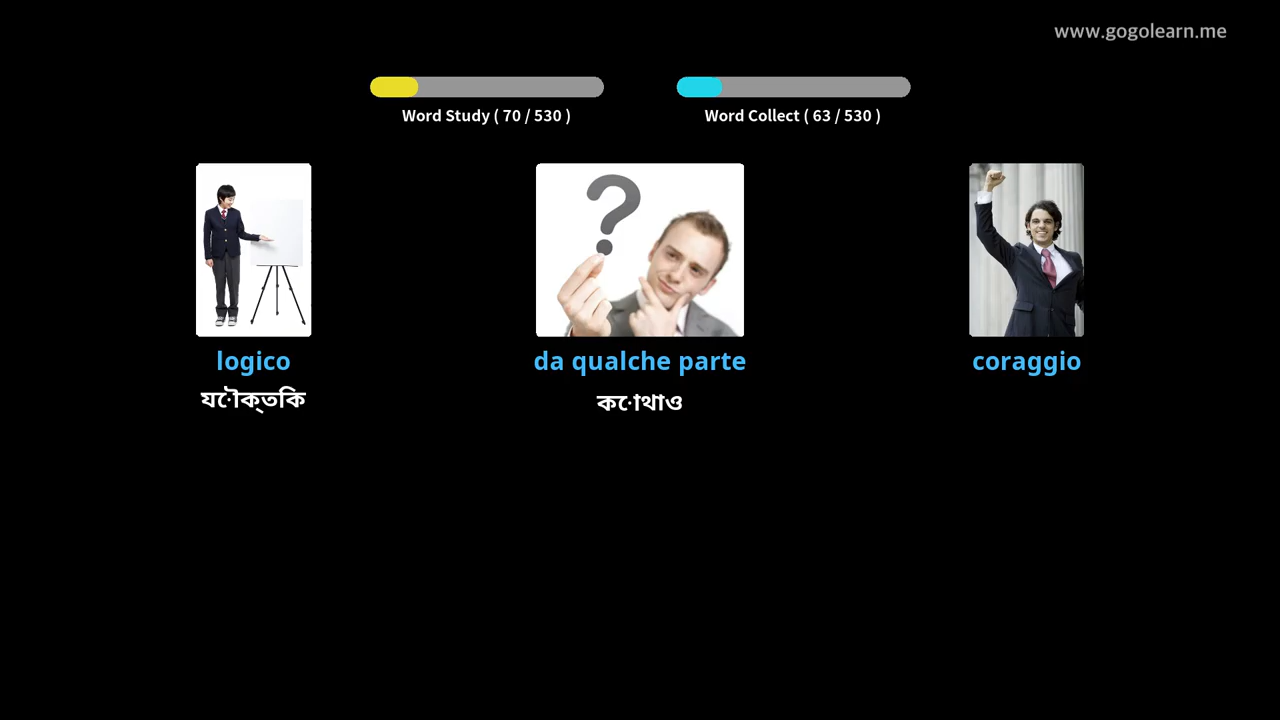 www.gogolearn.me
Word Study ( 70 / 530 )
Word Collect ( 63 / 530 )
logico
da qualche parte
coraggio
যৌক্তিক
কোথাও